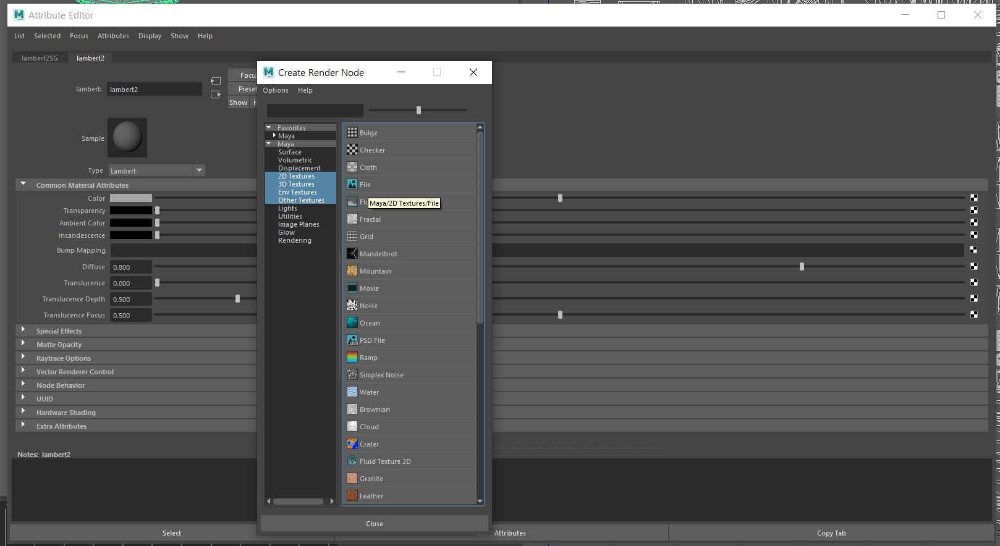 Attribute Editor
List Selected Focus Attributes Display Show Help
lambert2SG lambert2
lambert: lambert2
Focu
Preset
Show H
Sample
Type Lambert
Common Material Attributes
Color
Transparency
Ambient Color
Incandescence
Bump Mapping
Diffuse 0.800
Translucence 0.000
Translucence Depth 0.500
Translucence Focus 0.500
Special Effects
Matte Opacity
Raytrace Options
Vector Renderer Control
Node Behavior
UUID
Hardware Shading
Extra Attributes
Notes: lambert2
Select
Attributes
Copy Tab
Create Render Node
Options Help
Favorites
Maya
Maya
Surface
Volumetric
Displacement
2D Textures
3D Textures
Env Textures
Other Textures
Lights
Utilities
Image Planes
Glow
Rendering
Bulge
Checker
Cloth
File
Flu
Maya/2D Textures/File
Fractal
Grid
Mandelbrot
Mountain
Movie
Noise
Ocean
PSD File
Ramp
Simplex Noise
Water
Brownian
Cloud
Crater
Fluid Texture 3D
Granite
Leather
Close